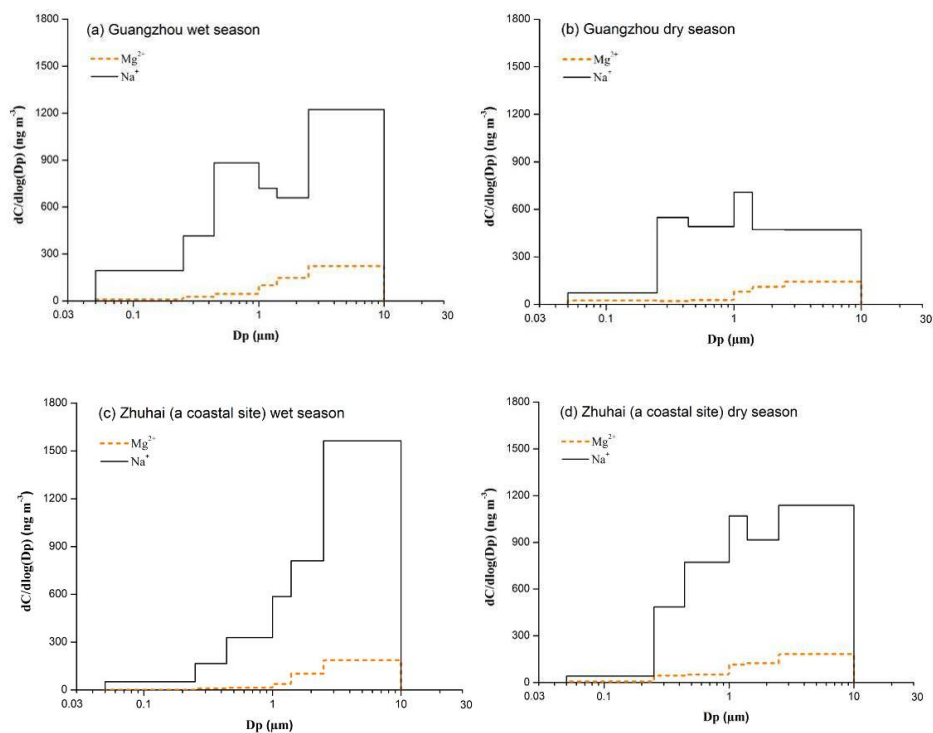 (a) Guangzhou wet season
Mg²⁺
Na⁺
dC/dlog(Dp) (ng m⁻³)
1800
1500
1200
900
600
300
0
0.03 0.1 1 10 30
Dp (μm)
(b) Guangzhou dry season
Mg²⁺
Na⁺
dC/dlog(Dp) (ng m⁻³)
1800
1500
1200
900
600
300
0
0.03 0.1 1 10 30
Dp (μm)
(c) Zhuhai (a coastal site) wet season
Mg²⁺
Na⁺
dC/dlog(Dp) (ng m⁻³)
1800
1500
1200
900
600
300
0
0.03 0.1 1 10 30
Dp (μm)
(d) Zhuhai (a coastal site) dry season
Mg²⁺
Na⁺
dC/dlog(Dp) (ng m⁻³)
1800
1500
1200
900
600
300
0
0.03 0.1 1 10 30
Dp (μm)